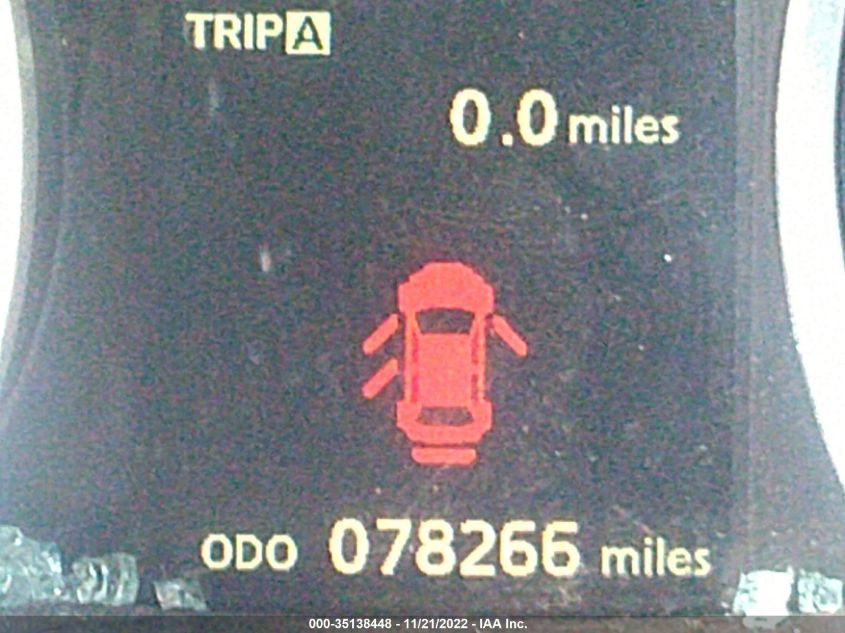 TRIP A
0.0 miles
ODO 078266 miles
000-35138448 - 11/21/2022 - IAA Inc.